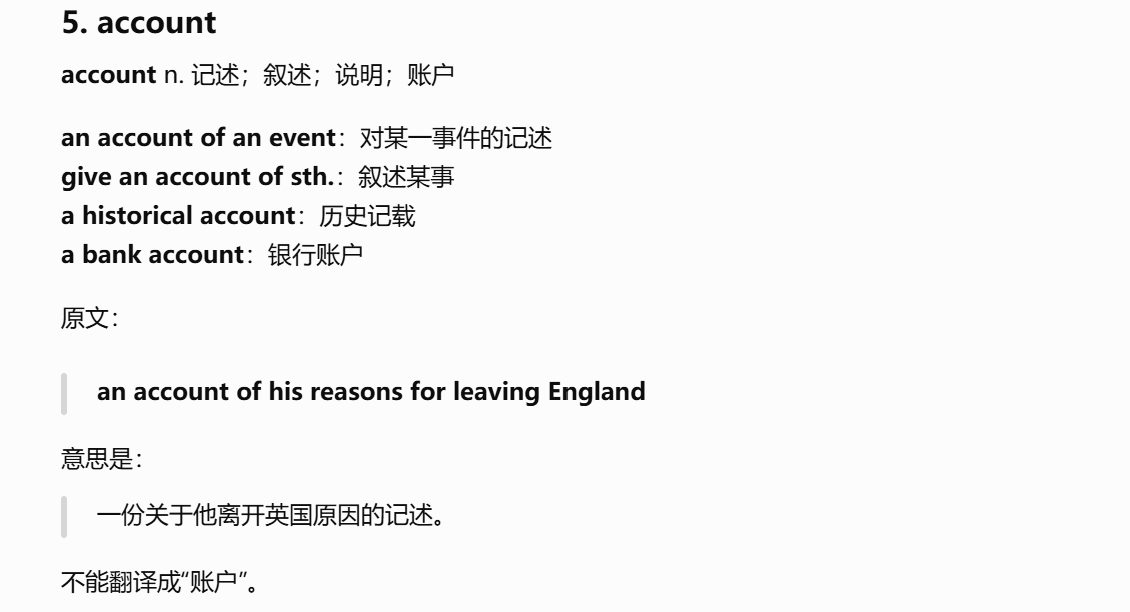 5. account
account n. 记述；叙述；说明；账户
an account of an event：对某一事件的记述
give an account of sth.：叙述某事
a historical account：历史记载
a bank account：银行账户
原文：
an account of his reasons for leaving England
意思是：
一份关于他离开英国原因的记述。
不能翻译成“账户”。